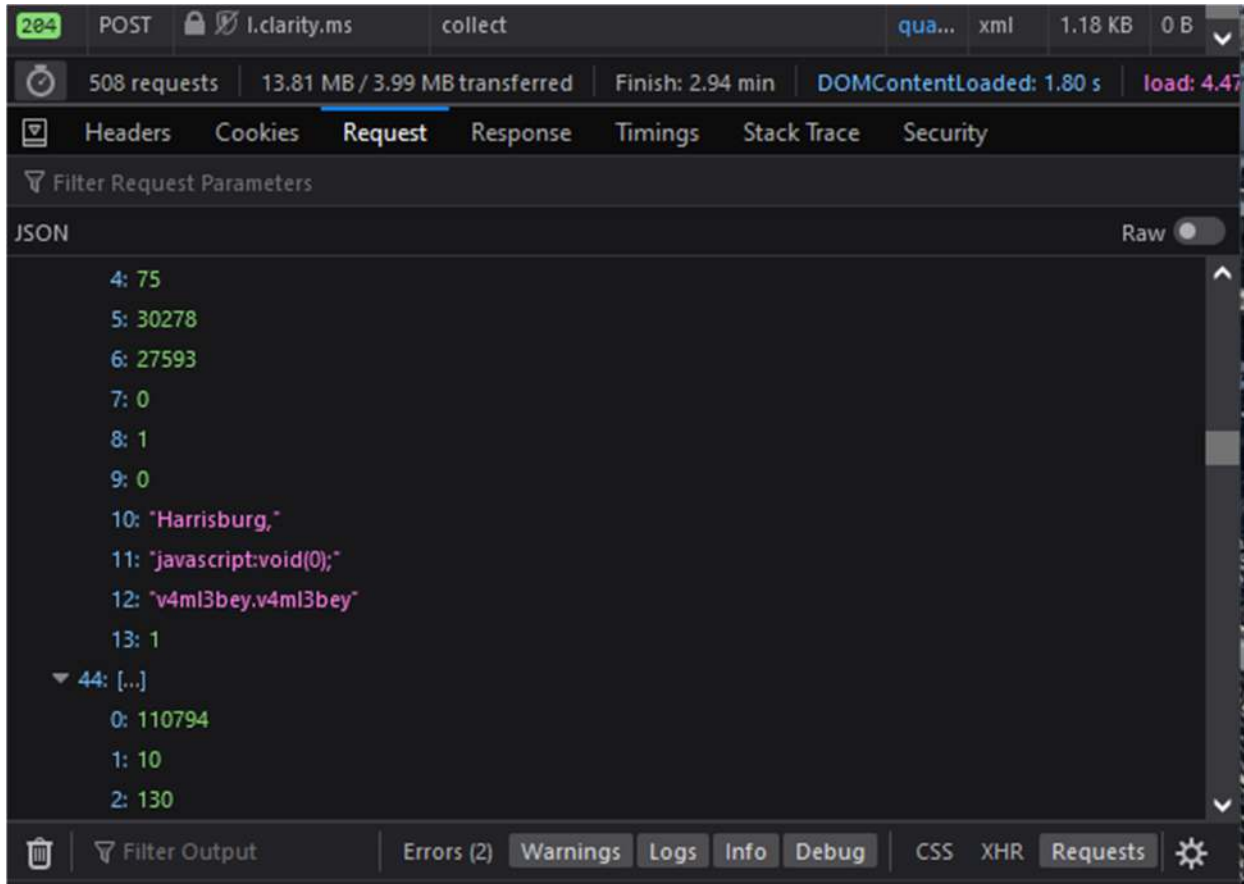 204 POST l.clarity.ms collect qua... xml 1.18 KB 0 B
508 requests 13.81 MB / 3.99 MB transferred Finish: 2.94 min DOMContentLoaded: 1.80 s load: 4.47
Headers Cookies Request Response Timings Stack Trace Security
Filter Request Parameters
JSON Raw
4: 75
5: 30278
6: 27593
7: 0
8: 1
9: 0
10: "Harrisburg,"
11: "javascript:void(0);"
12: "v4ml3bey.v4ml3bey"
13: 1
44: [...]
0: 110794
1: 10
2: 130
Filter Output Errors (2) Warnings Logs Info Debug CSS XHR Requests